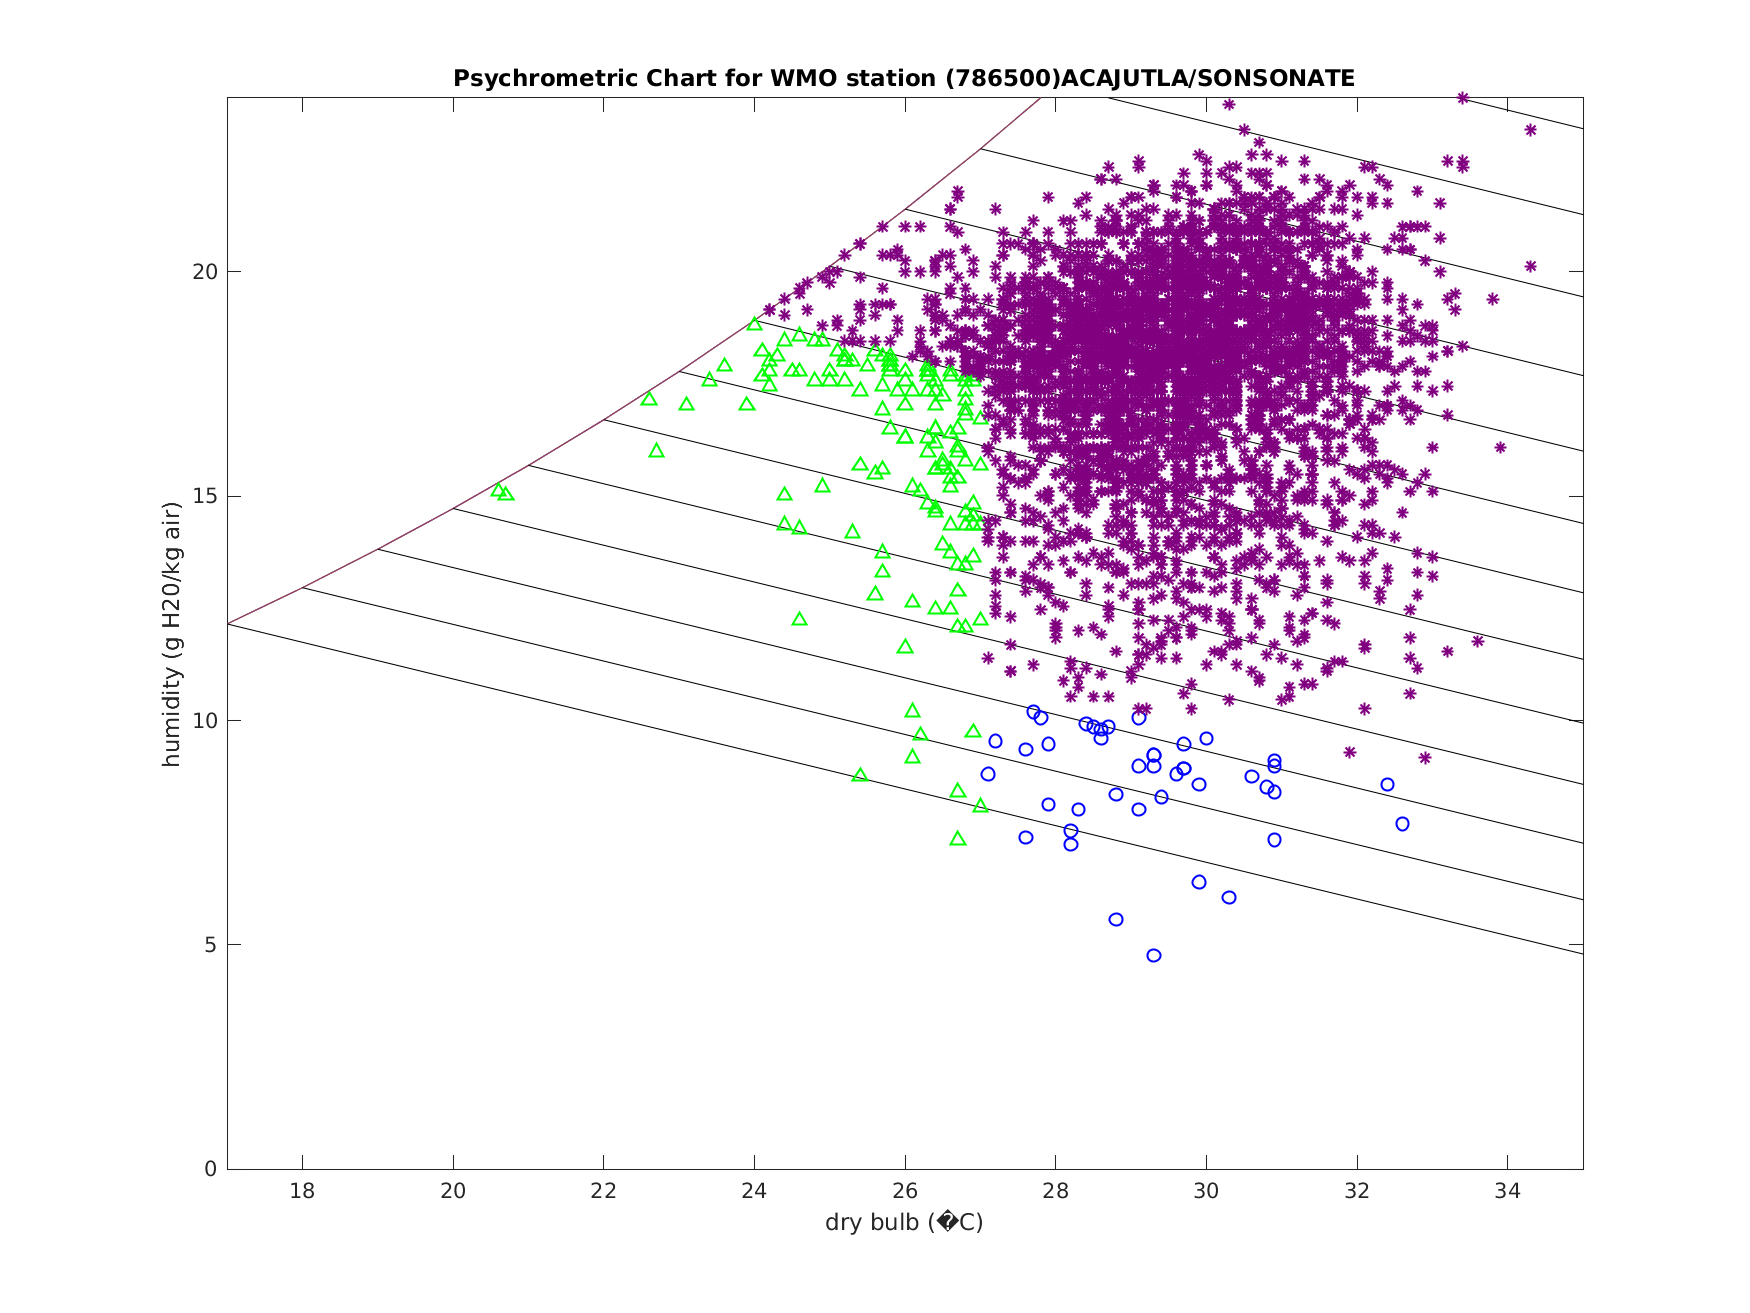 Psychrometric Chart for WMO station (786500)ACAJUTLA/SONSONATE
20
15
10
5
0
humidity (g H20/kg air)
18 20 22 24 26 28 30 32 34
dry bulb (�C)